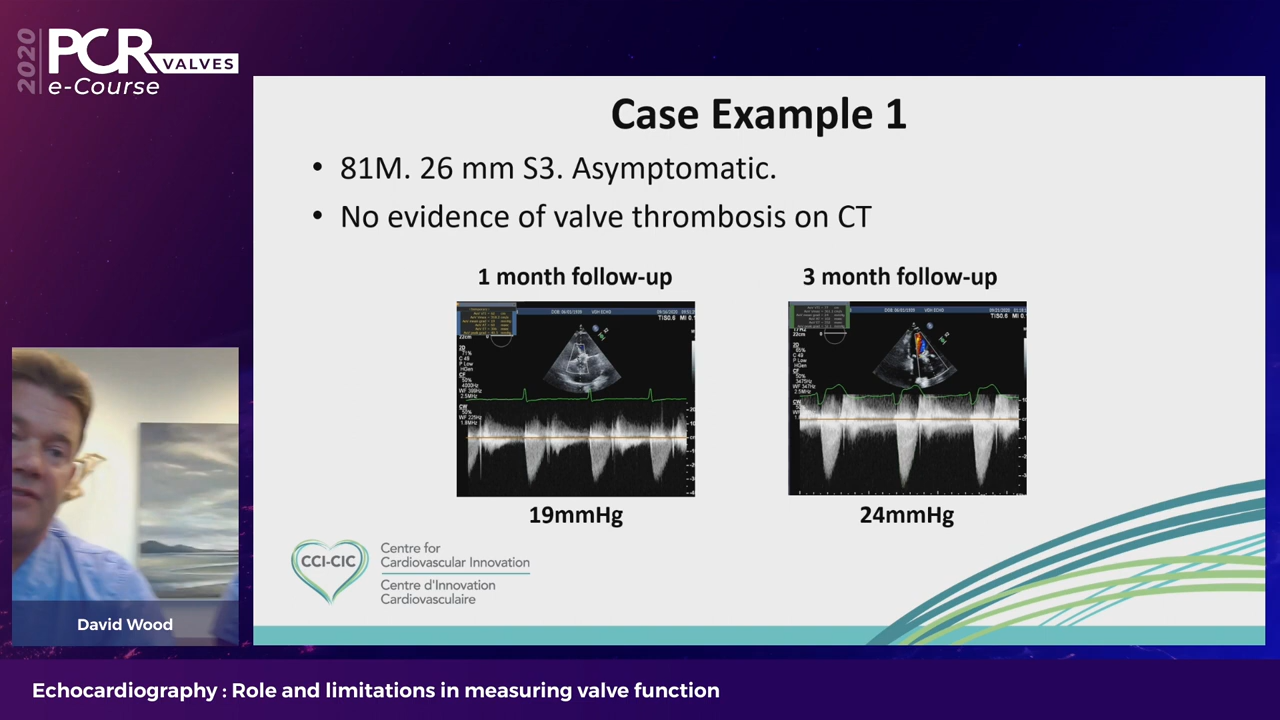 2020
PCR VALVES
e-Course
Case Example 1
• 81M. 26 mm S3. Asymptomatic.
• No evidence of valve thrombosis on CT
1 month follow-up
3 month follow-up
19mmHg
24mmHg
CCI-CIC
Centre for
Cardiovascular Innovation
Centre d'Innovation
Cardiovasculaire
David Wood
Echocardiography : Role and limitations in measuring valve function